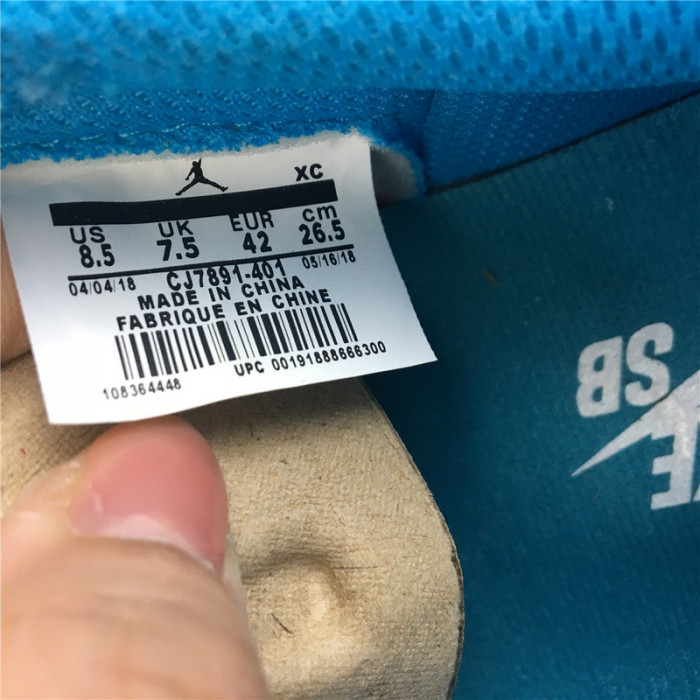 XC
US UK EUR cm
8.5 7.5 42 26.5
04/04/18 CJ7891-401 05/16/18
MADE IN CHINA
FABRIQUE EN CHINE
108364448 UPC 00191888666300
SB